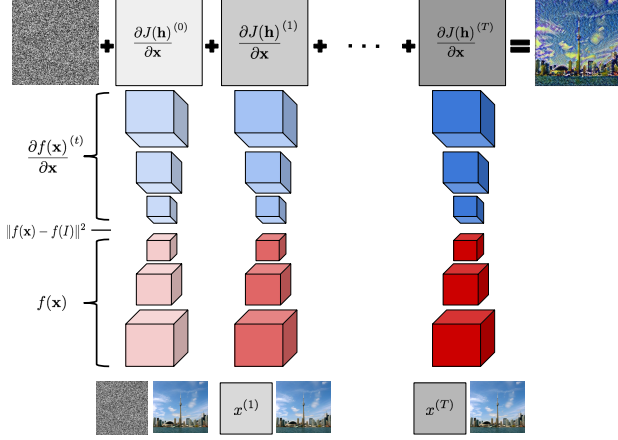 + ∂J(h)/∂x ^(0) + ∂J(h)/∂x ^(1) + · · · + ∂J(h)/∂x ^(T) =
∂f(x)/∂x ^(t)
‖f(x) − f(I)‖²
f(x)
x^(1) x^(T)